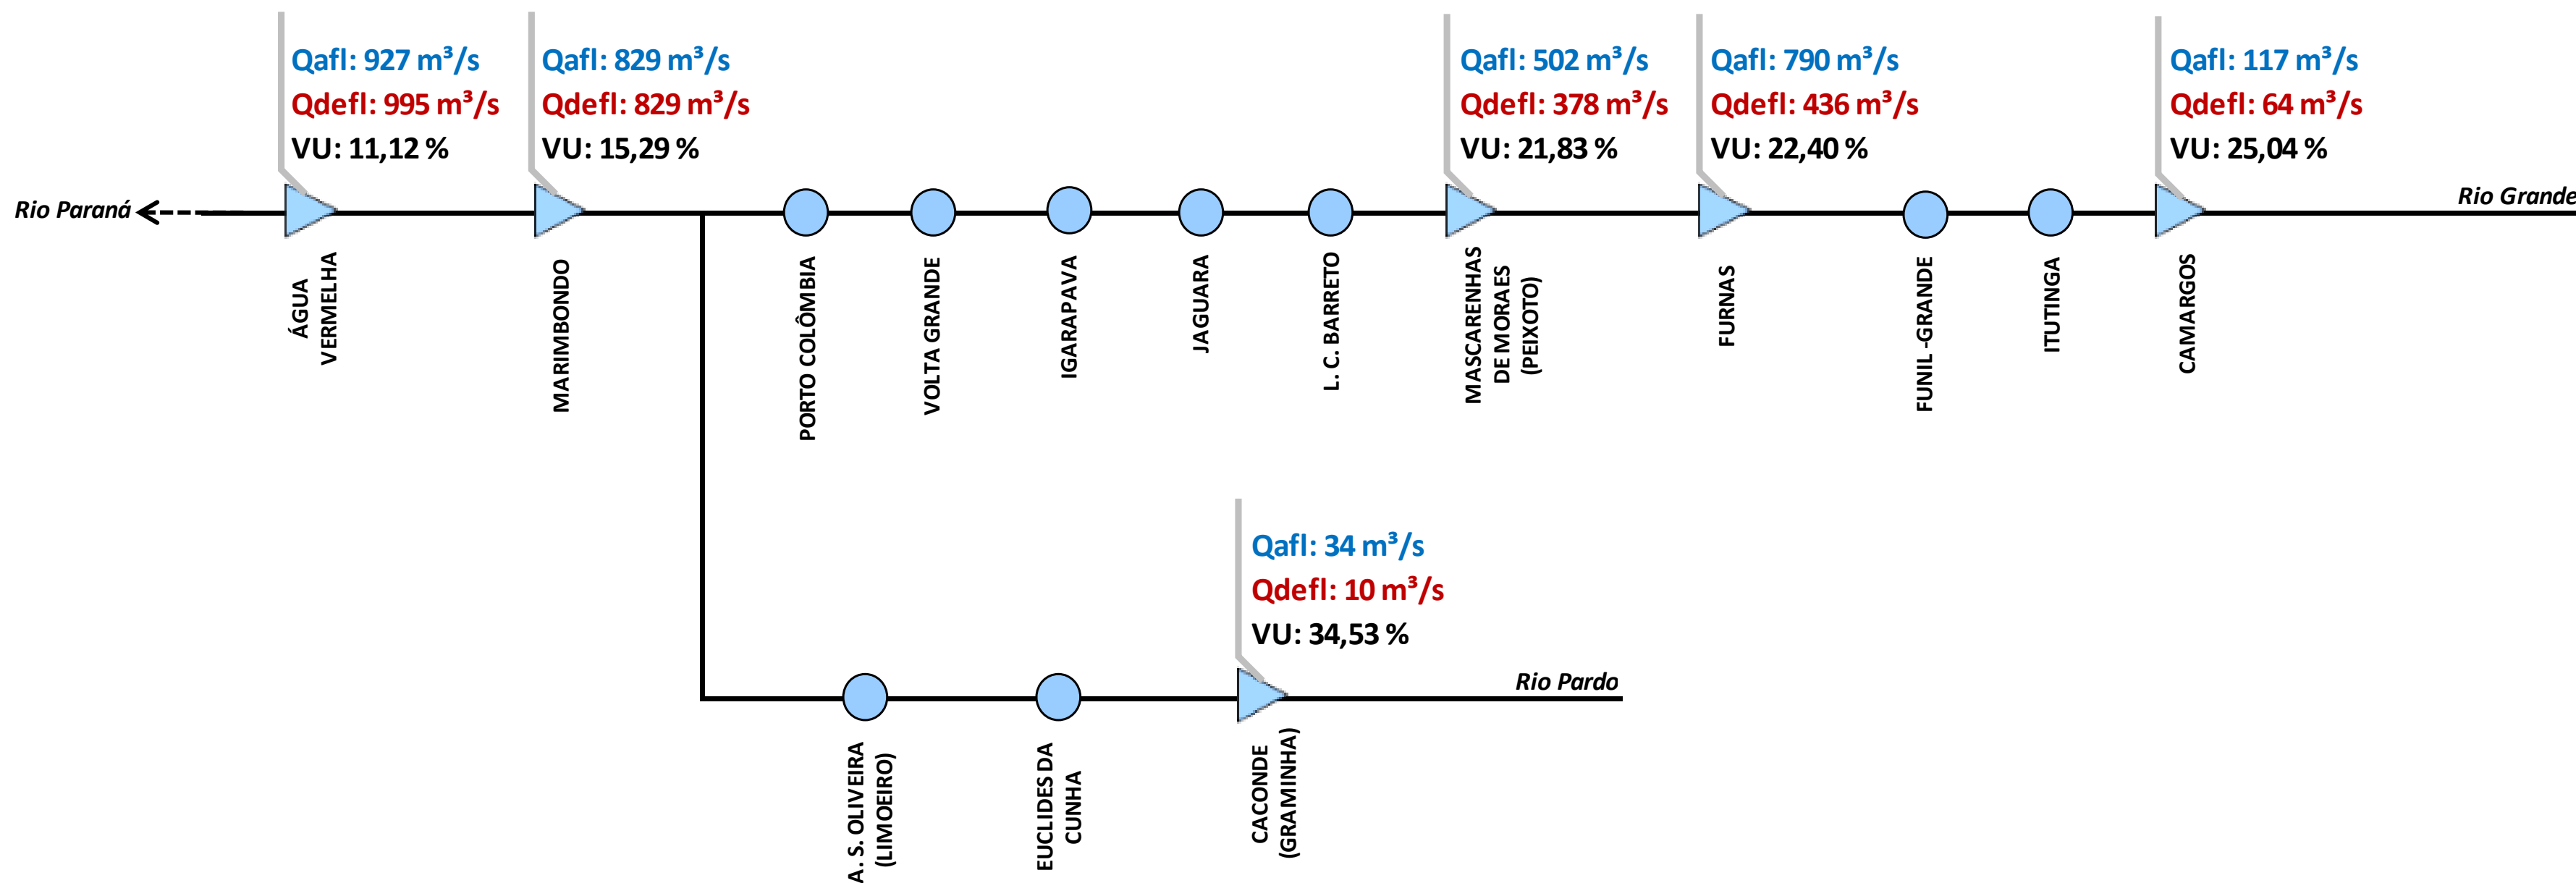 Qafl: 927 m³/s
Qdefl: 995 m³/s
VU: 11,12 %
Qafl: 829 m³/s
Qdefl: 829 m³/s
VU: 15,29 %
Qafl: 502 m³/s
Qdefl: 378 m³/s
VU: 21,83 %
Qafl: 790 m³/s
Qdefl: 436 m³/s
VU: 22,40 %
Qafl: 117 m³/s
Qdefl: 64 m³/s
VU: 25,04 %
Rio Paraná
Rio Grande
ÁGUA
VERMELHA
MARIMBONDO
PORTO COLÔMBIA
VOLTA GRANDE
IGARAPAVA
JAGUARA
L. C. BARRETO
MASCARENHAS
DE MORAES
(PEIXOTO)
FURNAS
FUNIL -GRANDE
ITUTINGA
CAMARGOS
Qafl: 34 m³/s
Qdefl: 10 m³/s
VU: 34,53 %
Rio Pardo
A. S. OLIVEIRA
(LIMOEIRO)
EUCLIDES DA
CUNHA
CACONDE
(GRAMINHA)